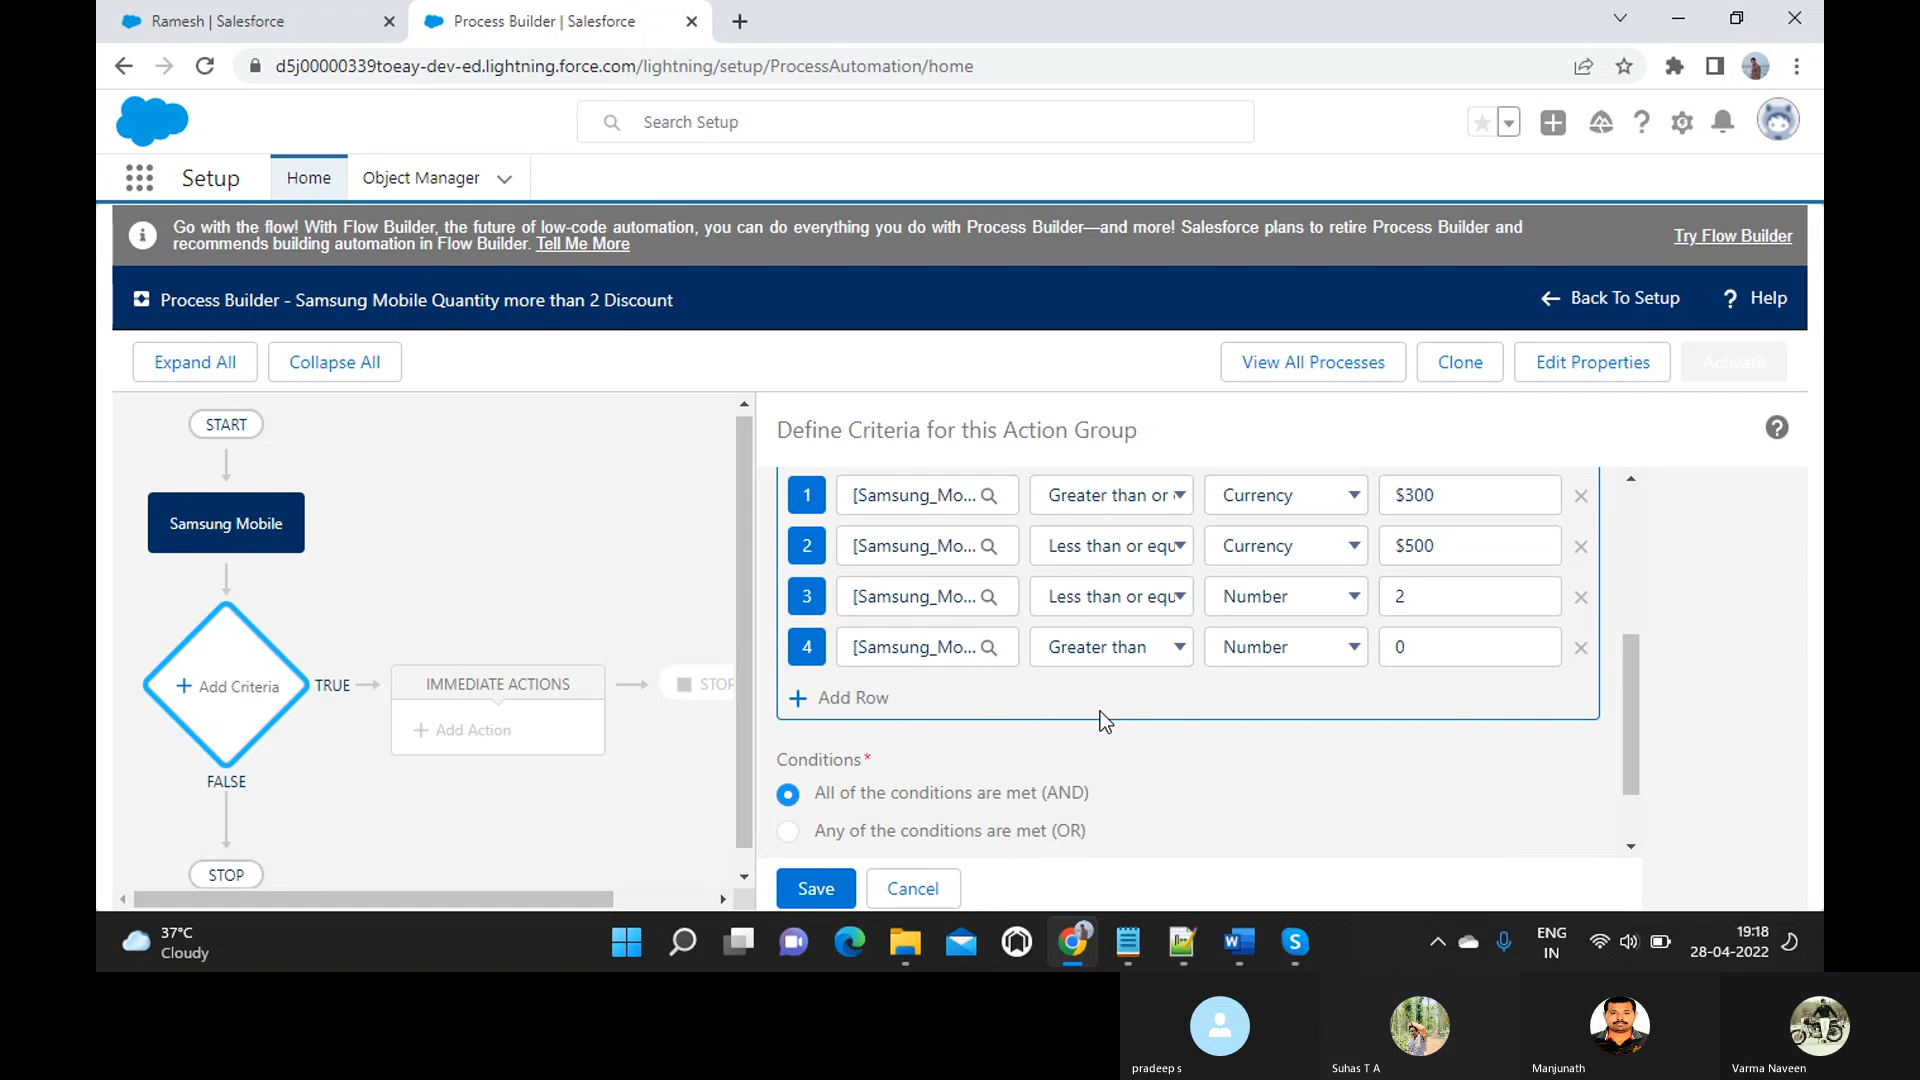 Ramesh | Salesforce
Process Builder | Salesforce
d5j00000339toeay-dev-ed.lightning.force.com/lightning/setup/ProcessAutomation/home
Search Setup
Setup
Home
Object Manager
Go with the flow! With Flow Builder, the future of low-code automation, you can do everything you do with Process Builder—and more! Salesforce plans to retire Process Builder and
recommends building automation in Flow Builder. Tell Me More
Try Flow Builder
Process Builder - Samsung Mobile Quantity more than 2 Discount
Back To Setup
? Help
Expand All
Collapse All
View All Processes
Clone
Edit Properties
Activate
START
Samsung Mobile
+ Add Criteria
TRUE
IMMEDIATE ACTIONS
+ Add Action
STOP
FALSE
STOP
Define Criteria for this Action Group
1 [Samsung_Mo... Greater than or Currency $300
2 [Samsung_Mo... Less than or equ Currency $500
3 [Samsung_Mo... Less than or equ Number 2
4 [Samsung_Mo... Greater than Number 0
+ Add Row
Conditions*
All of the conditions are met (AND)
Any of the conditions are met (OR)
Save
Cancel
37°C
Cloudy
ENG
IN
19:18
28-04-2022
pradeep s
Suhas T A
Manjunath
Varma Naveen